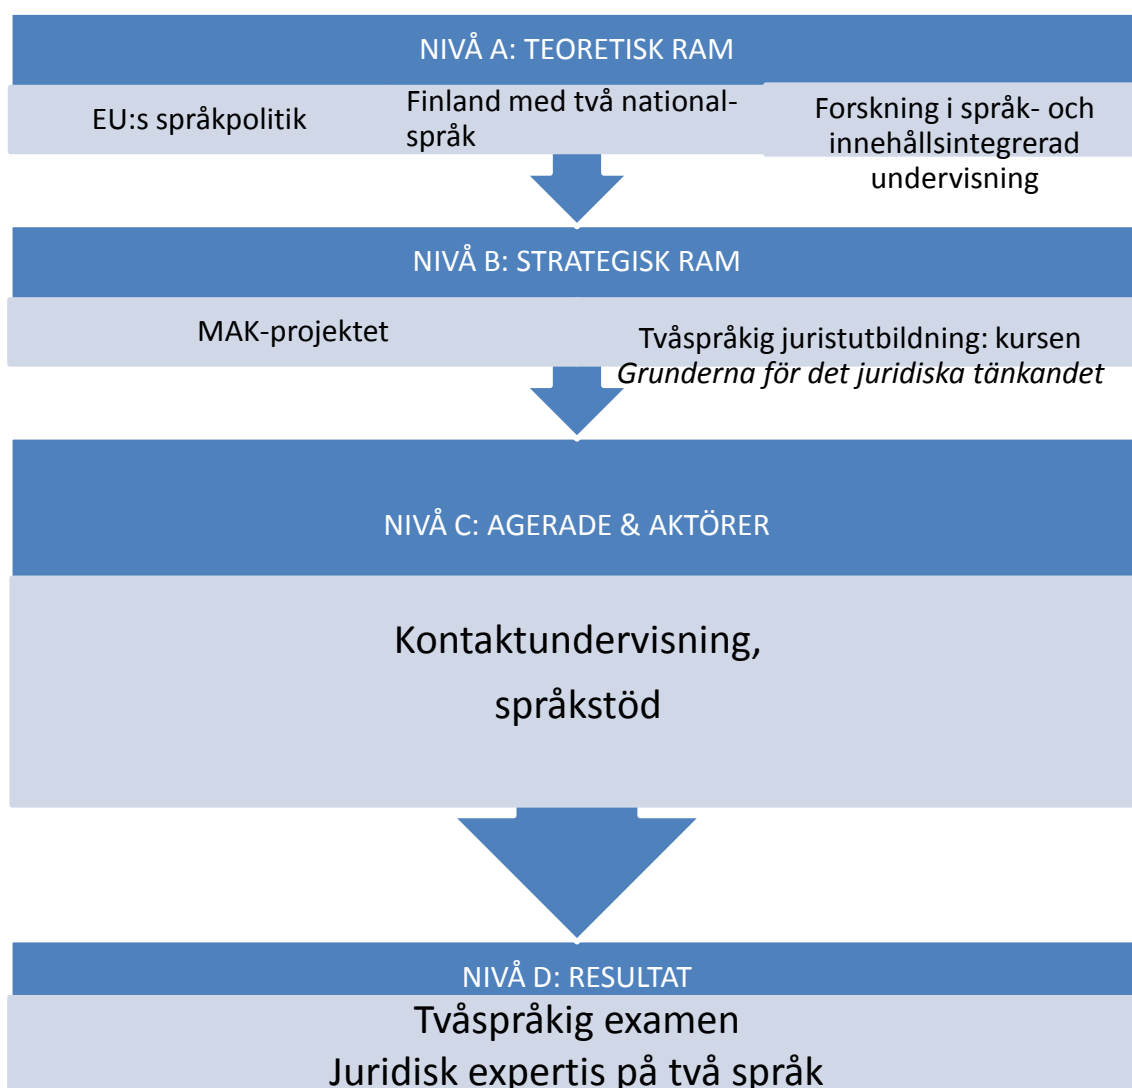 NIVÅ A: TEORETISK RAM
EU:s språkpolitik
Finland med två national-
språk
Forskning i språk- och
innehållsintegrerad
undervisning
NIVÅ B: STRATEGISK RAM
MAK-projektet
Tvåspråkig juristutbildning: kursen
Grunderna för det juridiska tänkandet
NIVÅ C: AGERADE & AKTÖRER
Kontaktundervisning,
språkstöd
NIVÅ D: RESULTAT
Tvåspråkig examen
Juridisk expertis på två språk